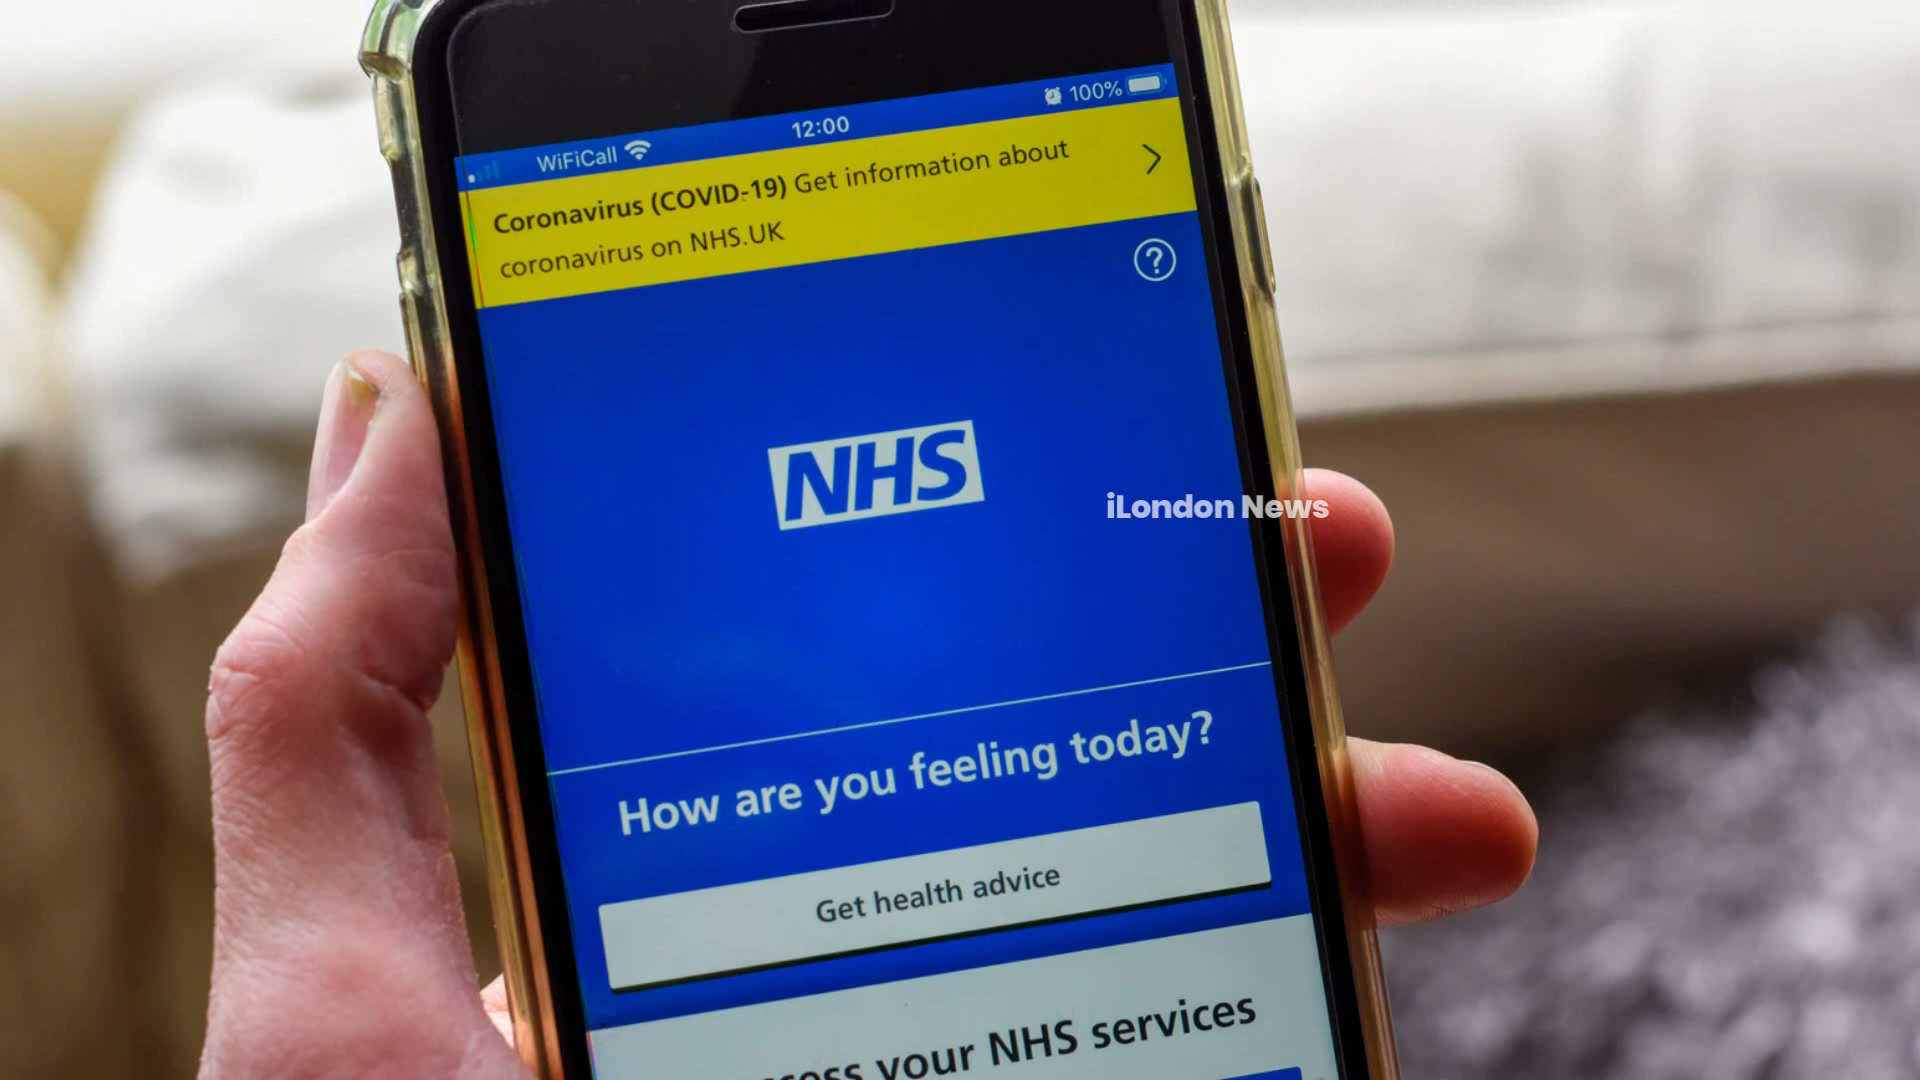 WiFiCall
12:00
100%
Coronavirus (COVID-19) Get information about
coronavirus on NHS.UK
?
NHS
iLondon News
How are you feeling today?
Get health advice
your NHS services